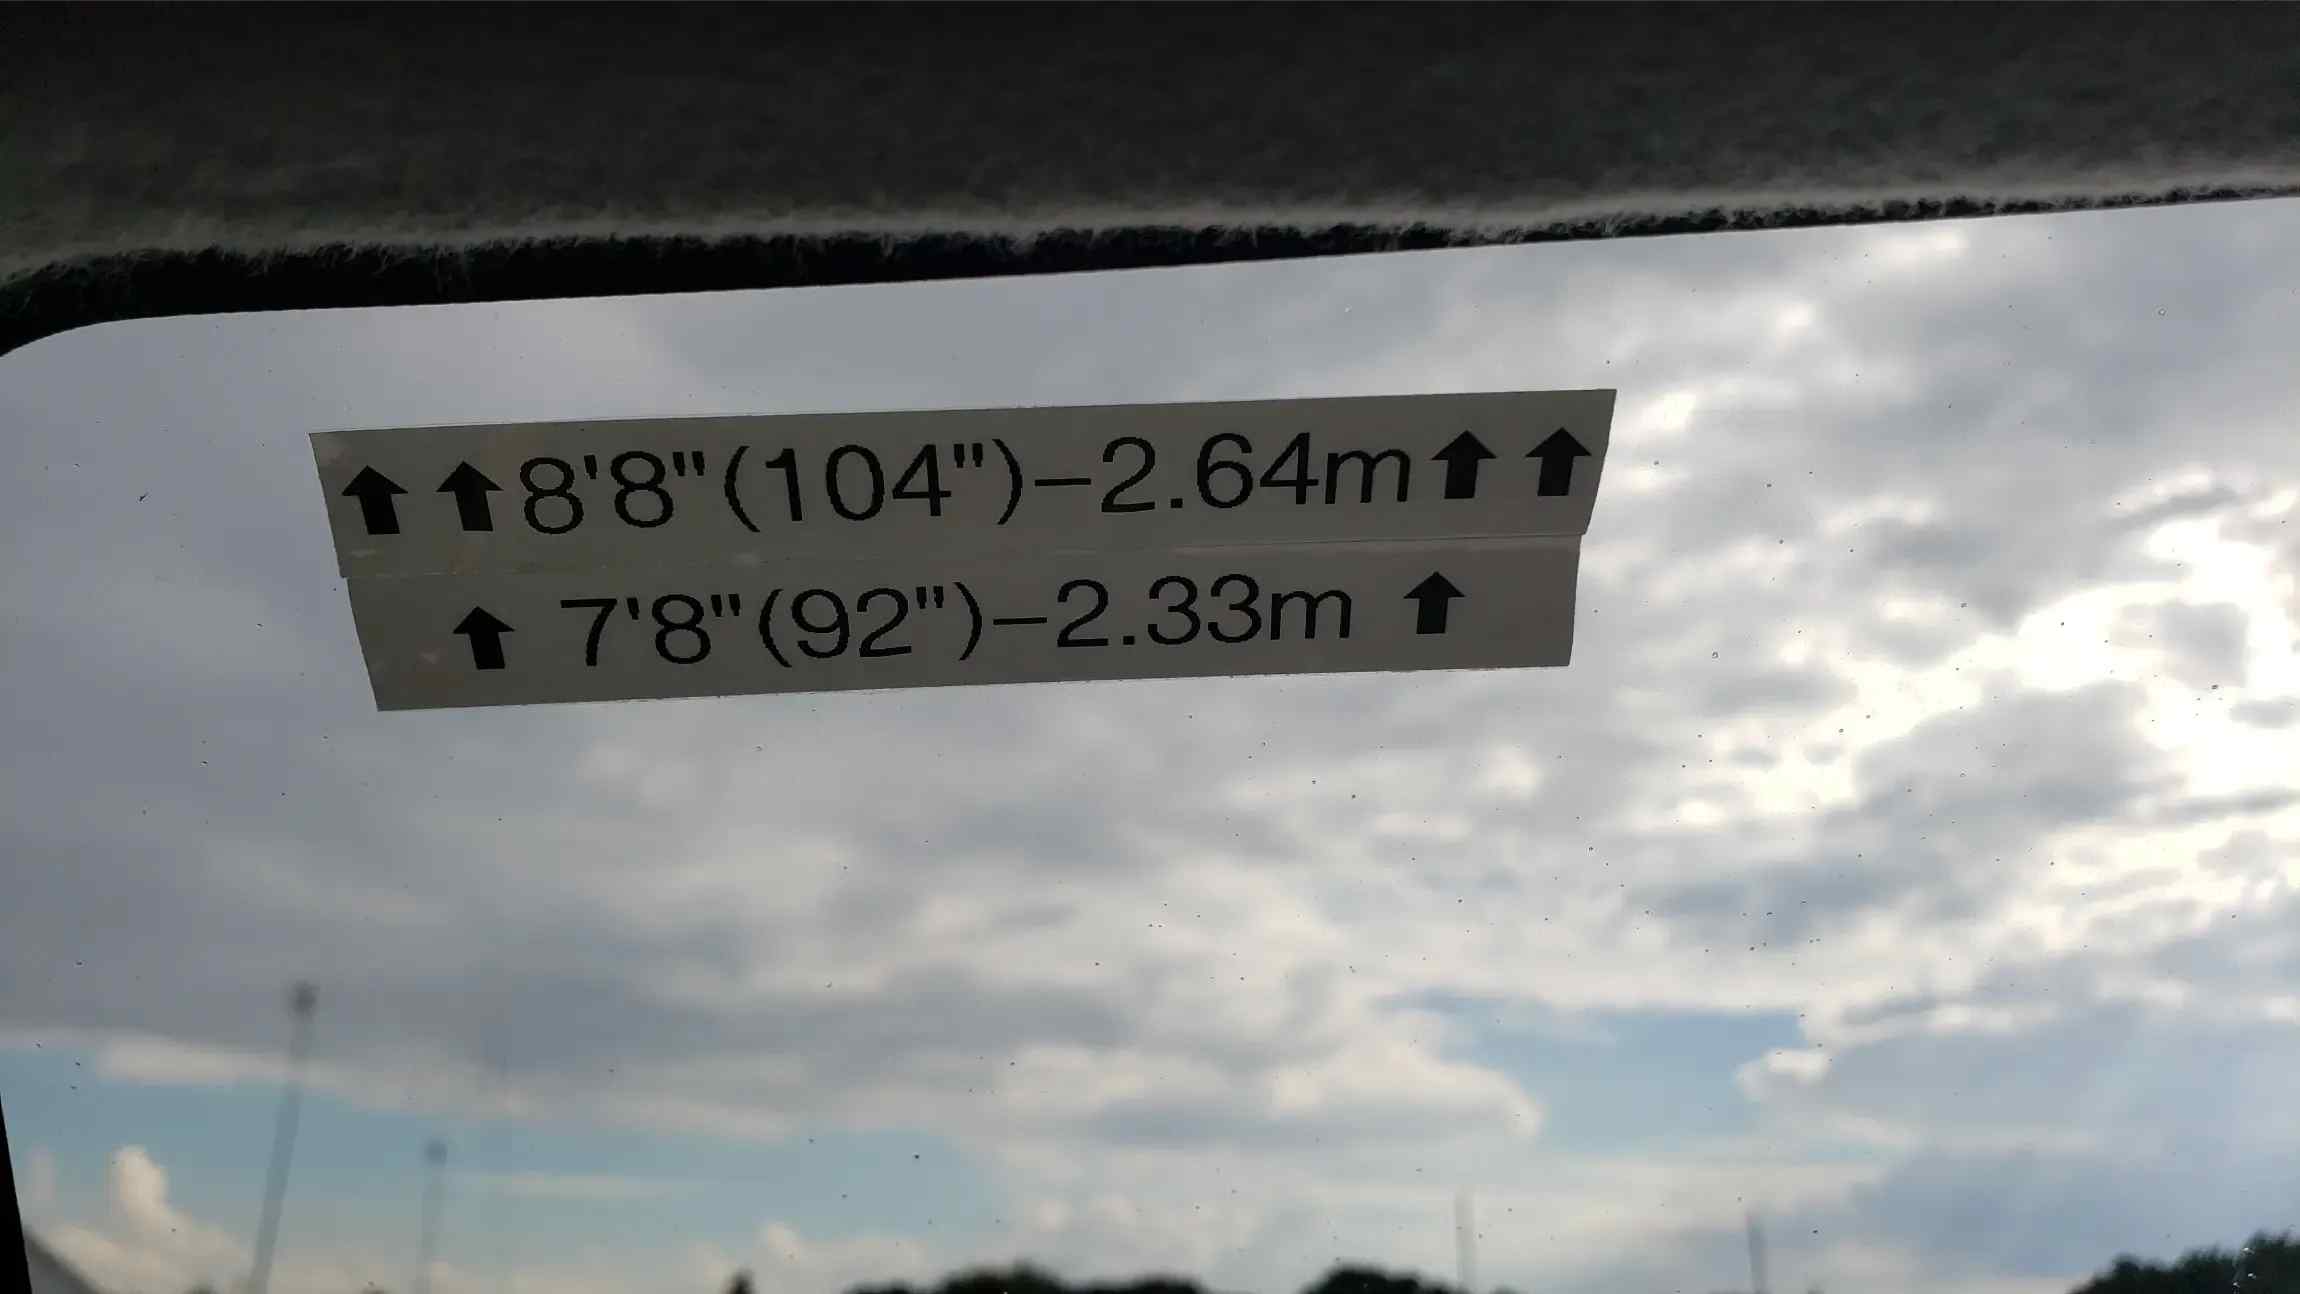 ⬆⬆8'8"(104")–2.64m⬆⬆
⬆ 7'8"(92")–2.33m ⬆